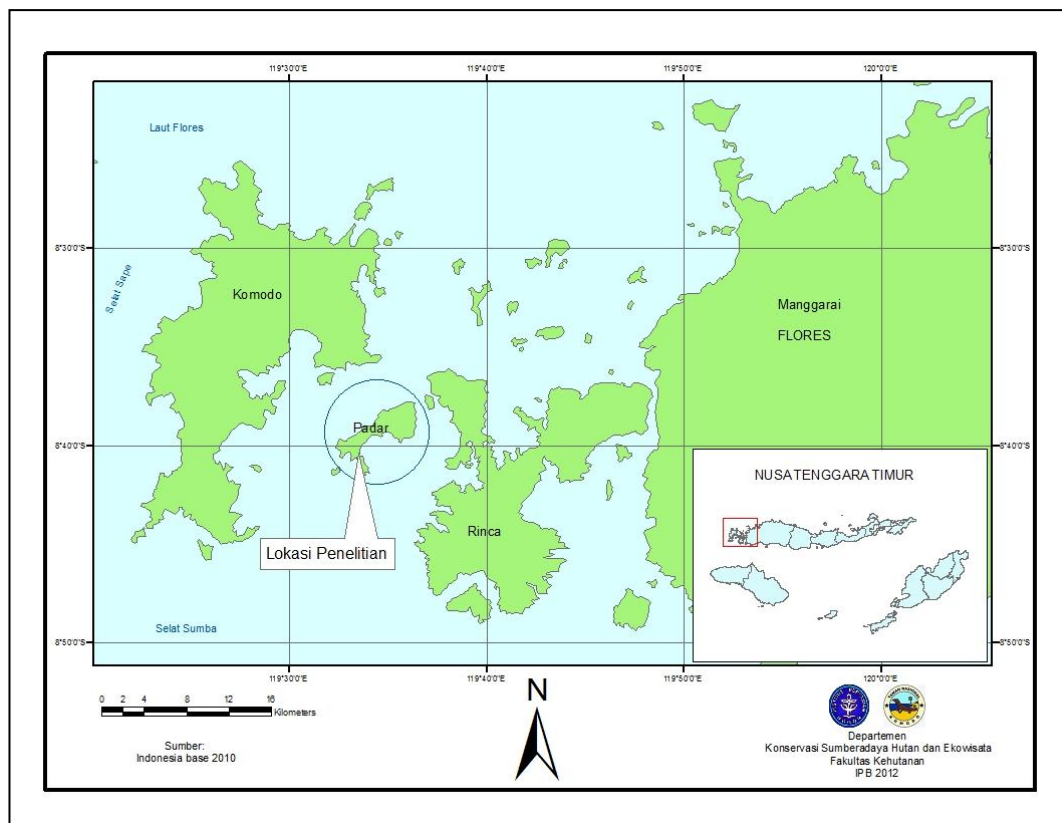 119°30'0"E 119°40'0"E 119°50'0"E 120°0'0"E
Laut Flores
8°30'0"S 8°30'0"S
Selat Sape
Komodo
Manggarai
FLORES
Padar
8°40'0"S 8°40'0"S
Rinca
Lokasi Penelitian
NUSA TENGGARA TIMUR
Selat Sumba
8°50'0"S 8°50'0"S
119°30'0"E 119°40'0"E 119°50'0"E 120°0'0"E
0 2 4 8 12 16
Kilometers
Sumber:
Indonesia base 2010
N
Departemen
Konservasi Sumberadaya Hutan dan Ekowisata
Fakultas Kehutanan
IPB 2012